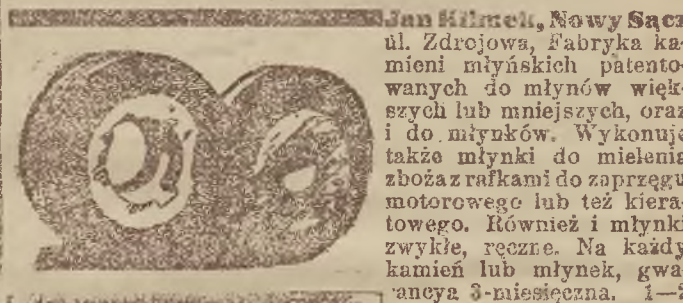 Jan Klimek, Nowy Sącz
ul. Zdrojowa, Fabryka ka-
mieni młyńskich patento-
wanych do młynów więk-
szych lub mniejszych, oraz
i do młynków. Wykonuje
także młynki do mielenia
zboża z rafkami do zaprzęgu
motorowego lub też kiera-
towego. Również i młynki
zwykłe, ręczne. Na każdy
kamień lub młynek, gwa-
rancya 3-miesięczna. 1—2